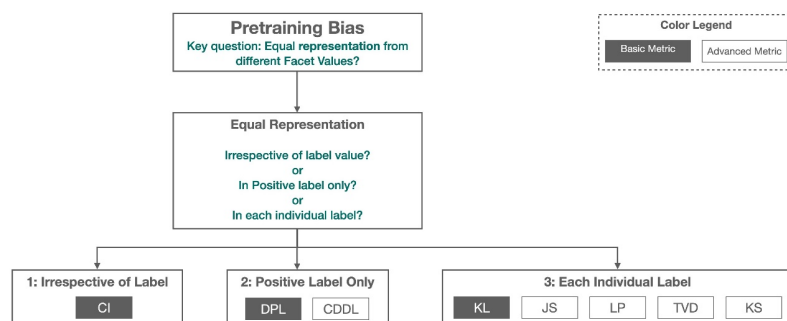 Pretraining Bias
Key question: Equal representation from
different Facet Values?
Color Legend
Basic Metric
Advanced Metric
Equal Representation
Irrespective of label value?
or
In Positive label only?
or
In each individual label?
1: Irrespective of Label
CI
2: Positive Label Only
DPL
CDDL
3: Each Individual Label
KL
JS
LP
TVD
KS